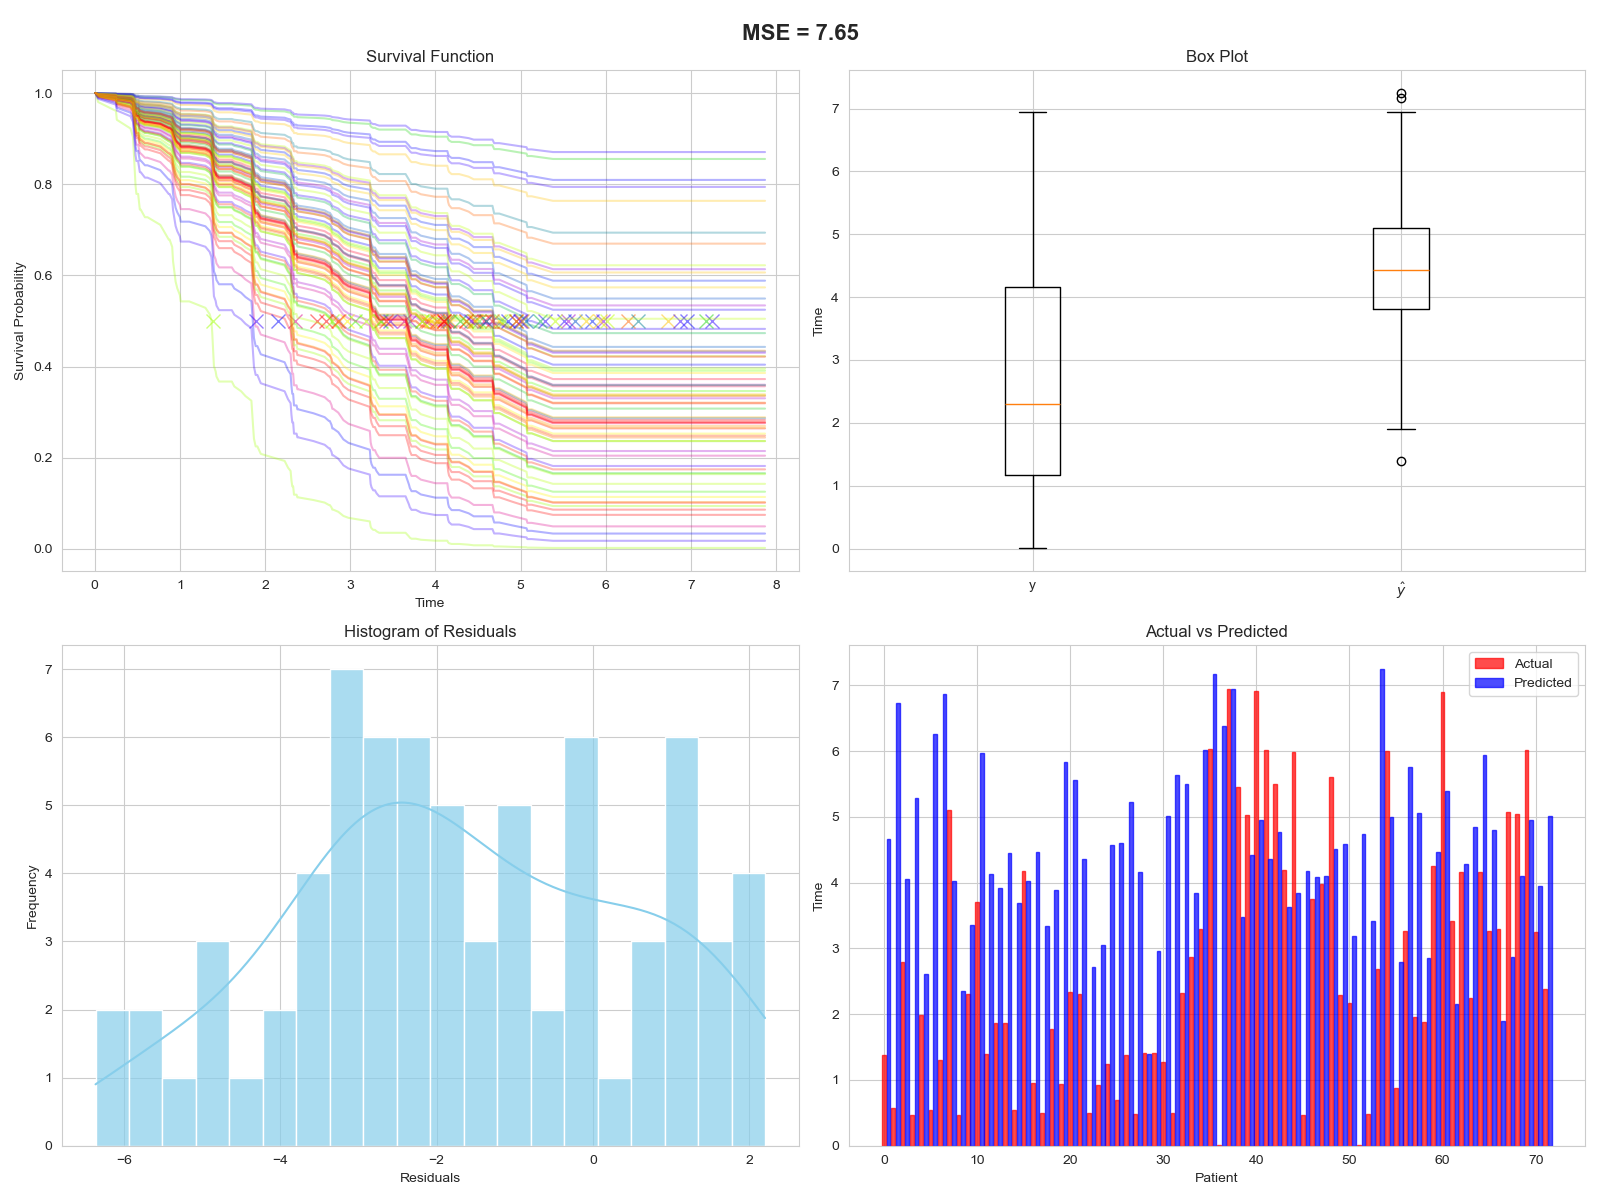 MSE = 7.65
Survival Function
Survival Probability
1.0
0.8
0.6
0.4
0.2
0.0
0 1 2 3 4 5 6 7 8
Time
Box Plot
Time
7
6
5
4
3
2
1
0
y ŷ
Histogram of Residuals
Frequency
7
6
5
4
3
2
1
0
−6 −4 −2 0 2
Residuals
Actual vs Predicted
Actual
Predicted
Time
7
6
5
4
3
2
1
0
0 10 20 30 40 50 60 70
Patient